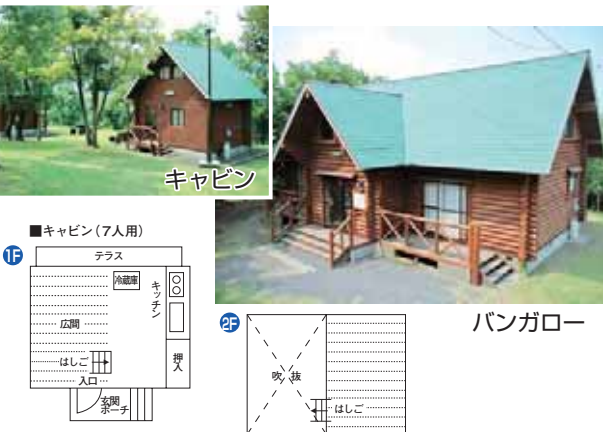 キャビン
バンガロー
■キャビン(7人用)
1F
テラス
冷蔵庫
キッチン
広間
はしご
押入
入口
玄関
ポーチ
2F
吹抜
はしご